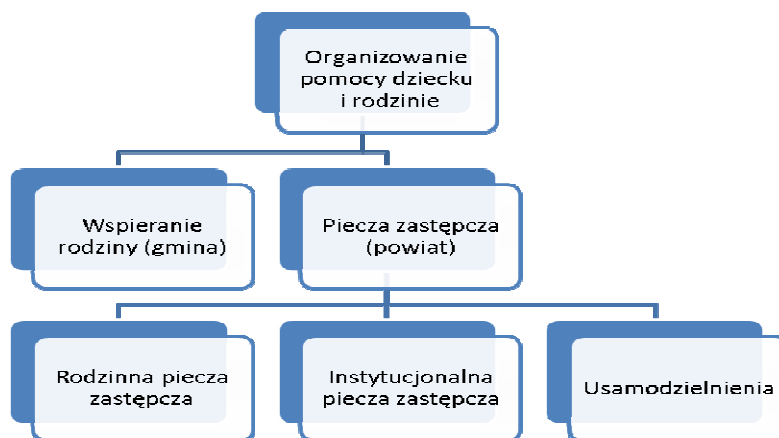 Organizowanie
pomocy dziecku
i rodzinie
Wspieranie
rodziny (gmina)
Piecza zastępcza
(powiat)
Rodzinna piecza
zastępcza
Instytucjonalna
piecza zastępcza
Usamodzielnienia